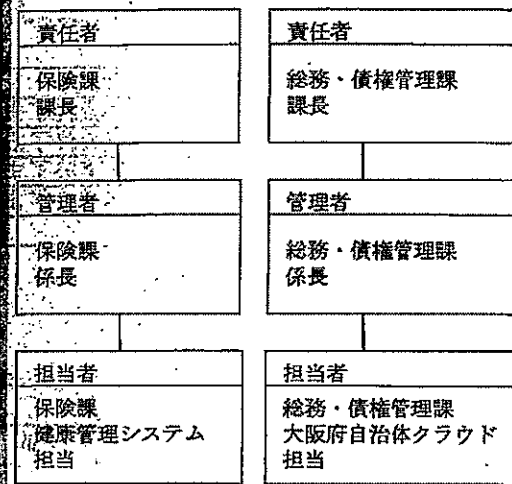 責任者
保険課
課長
責任者
総務・債権管理課
課長
管理者
保険課
係長
管理者
総務・債権管理課
係長
担当者
保険課
健康管理システム
担当
担当者
総務・債権管理課
大阪府自治体クラウド
担当